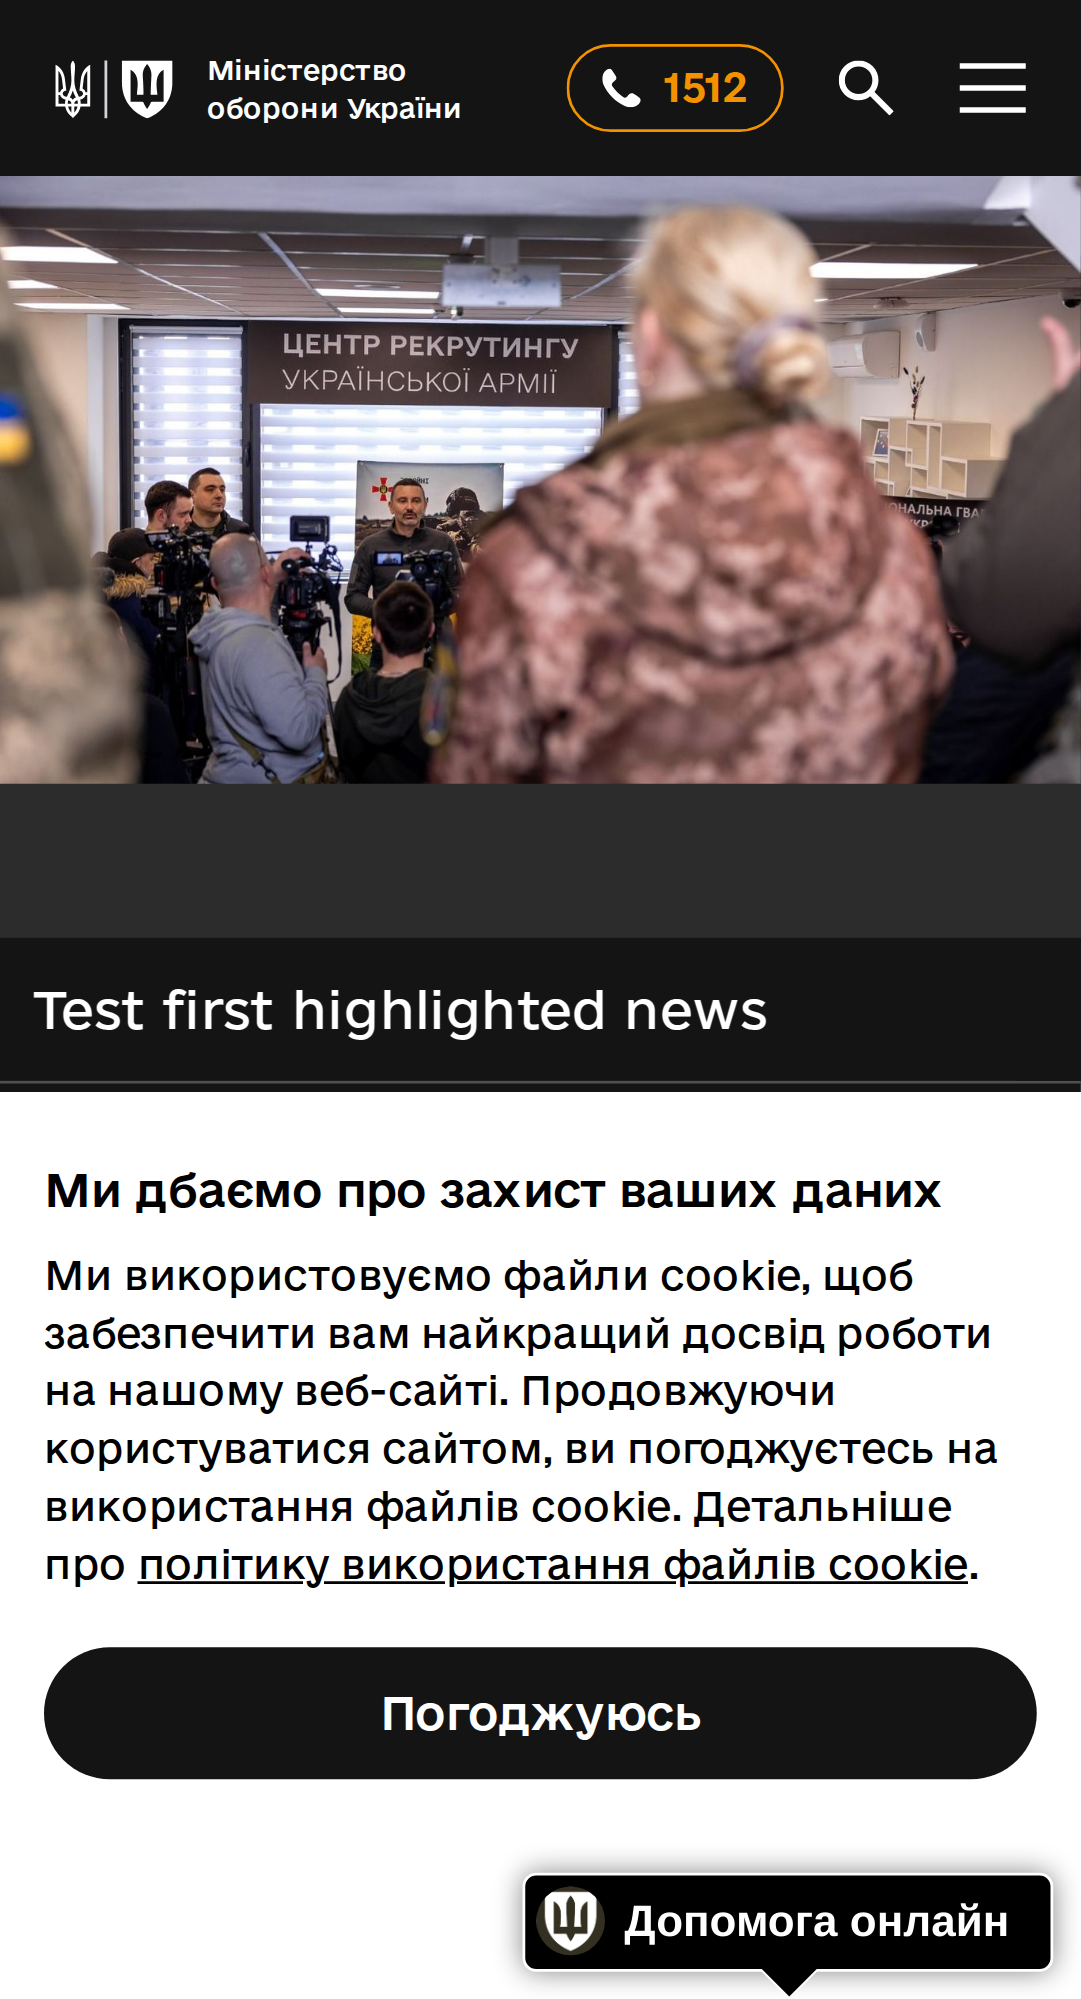 Міністерство
оборони України
1512
ЦЕНТР РЕКРУТИНГУ
УКРАЇНСЬКОЇ АРМІЇ
Test first highlighted news
Ми дбаємо про захист ваших даних
Ми використовуємо файли cookie, щоб
забезпечити вам найкращий досвід роботи
на нашому веб-сайті. Продовжуючи
користуватися сайтом, ви погоджуєтесь на
використання файлів cookie. Детальніше
про політику використання файлів cookie.
Погоджуюсь
Допомога онлайн